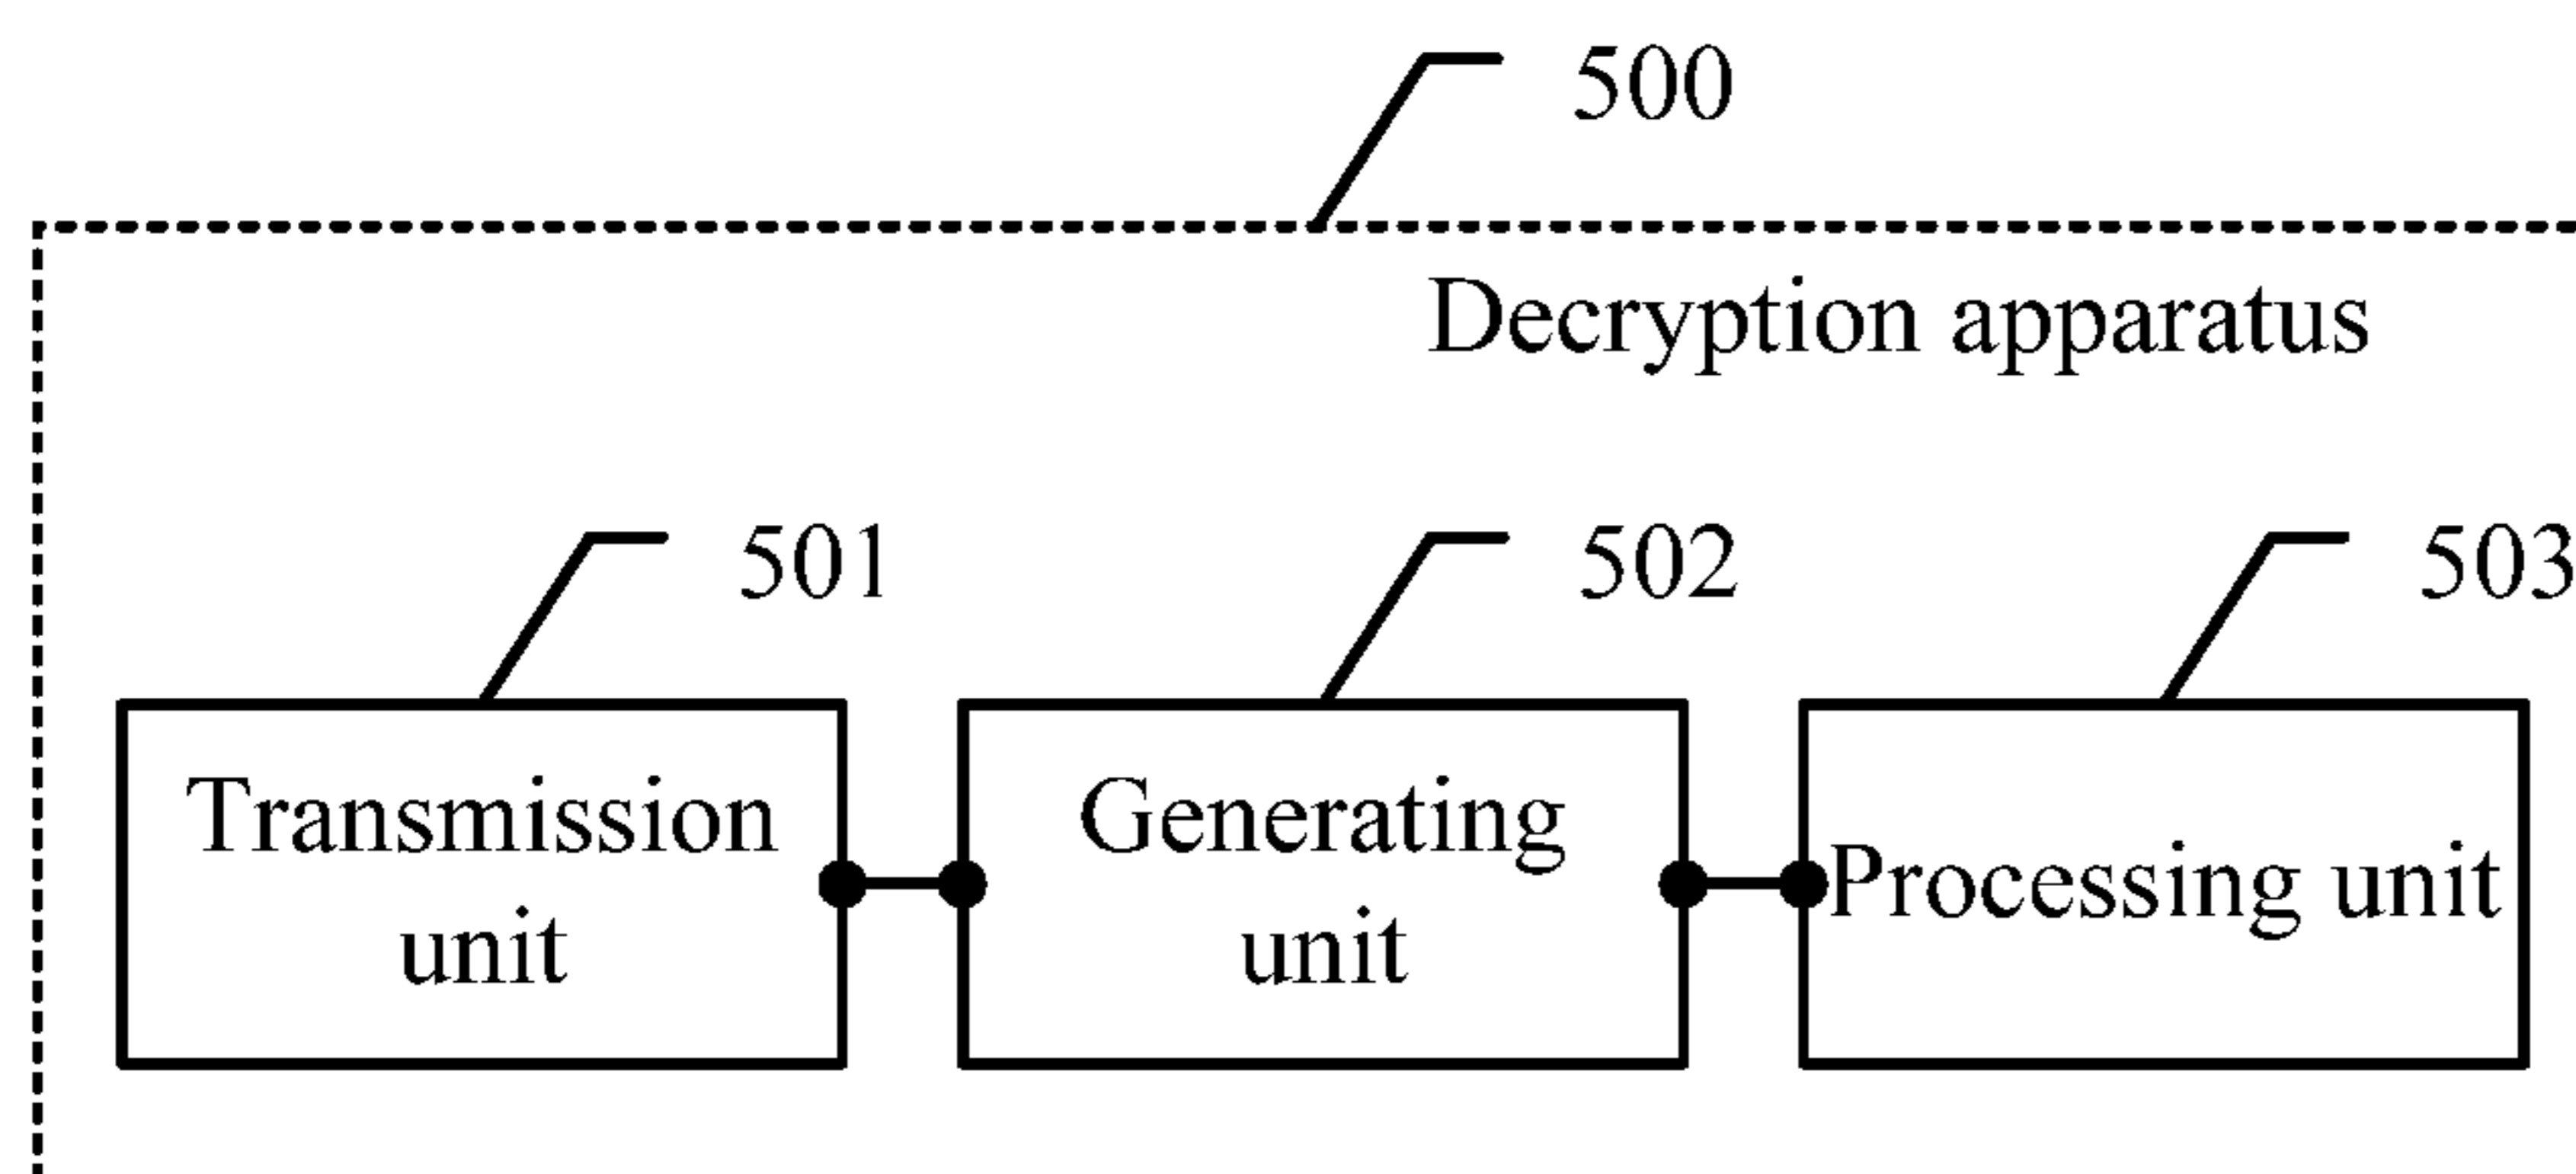 500
Decryption apparatus
501
502
503
Transmission
unit
Generating
unit
Processing unit